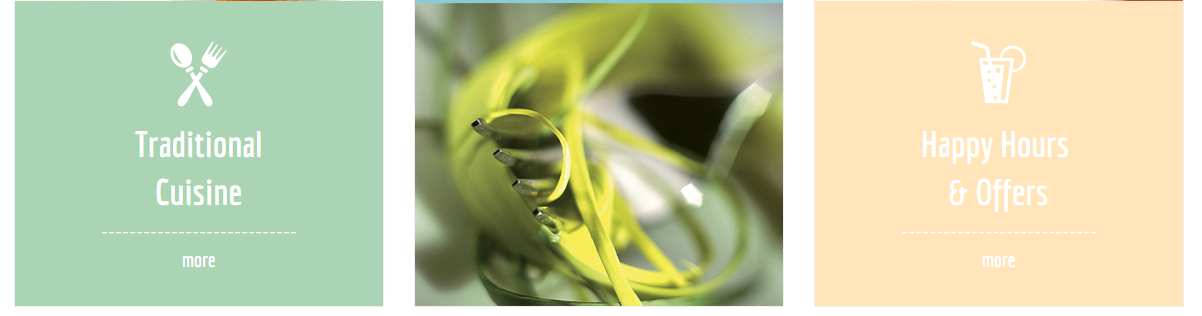 Traditional
Cuisine
more
Happy Hours
& Offers
more